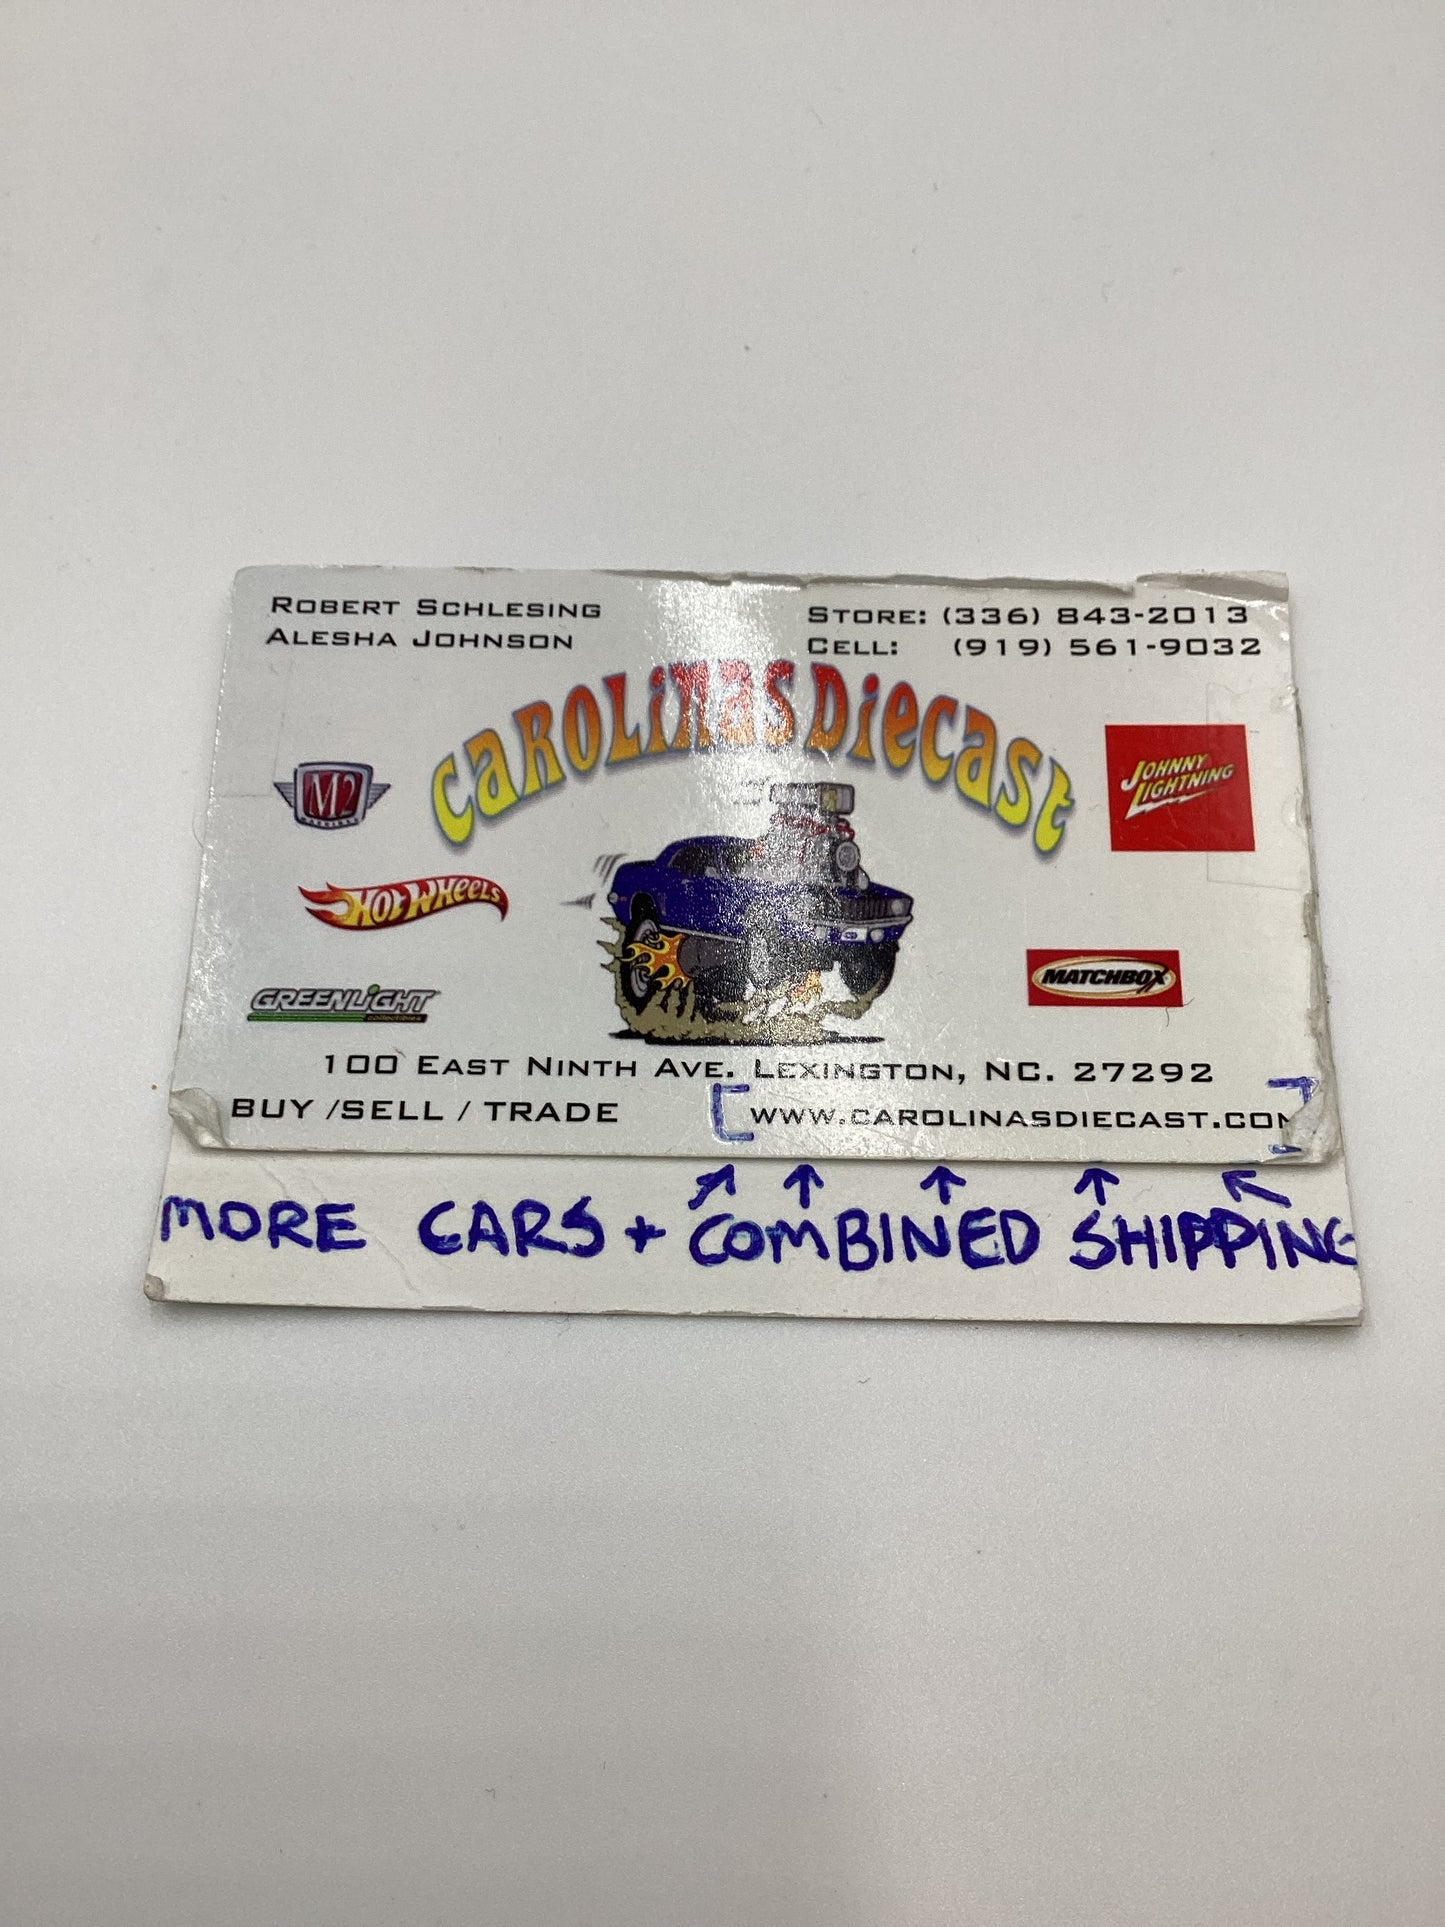 ROBERT SCHLESING
ALESHA JOHNSON
STORE: (336) 843-2013
CELL: (919) 561-9032
CAROLINAS DIECAST
M2
MACHINES
JOHNNY
LIGHTNING
HOT WHEELS
MATCHBOX
GREENLIGHT
collectibles
100 EAST NINTH AVE. LEXINGTON, NC. 27292
BUY /SELL / TRADE [WWW.CAROLINASDIECAST.COM]
MORE CARS + COMBINED SHIPPING